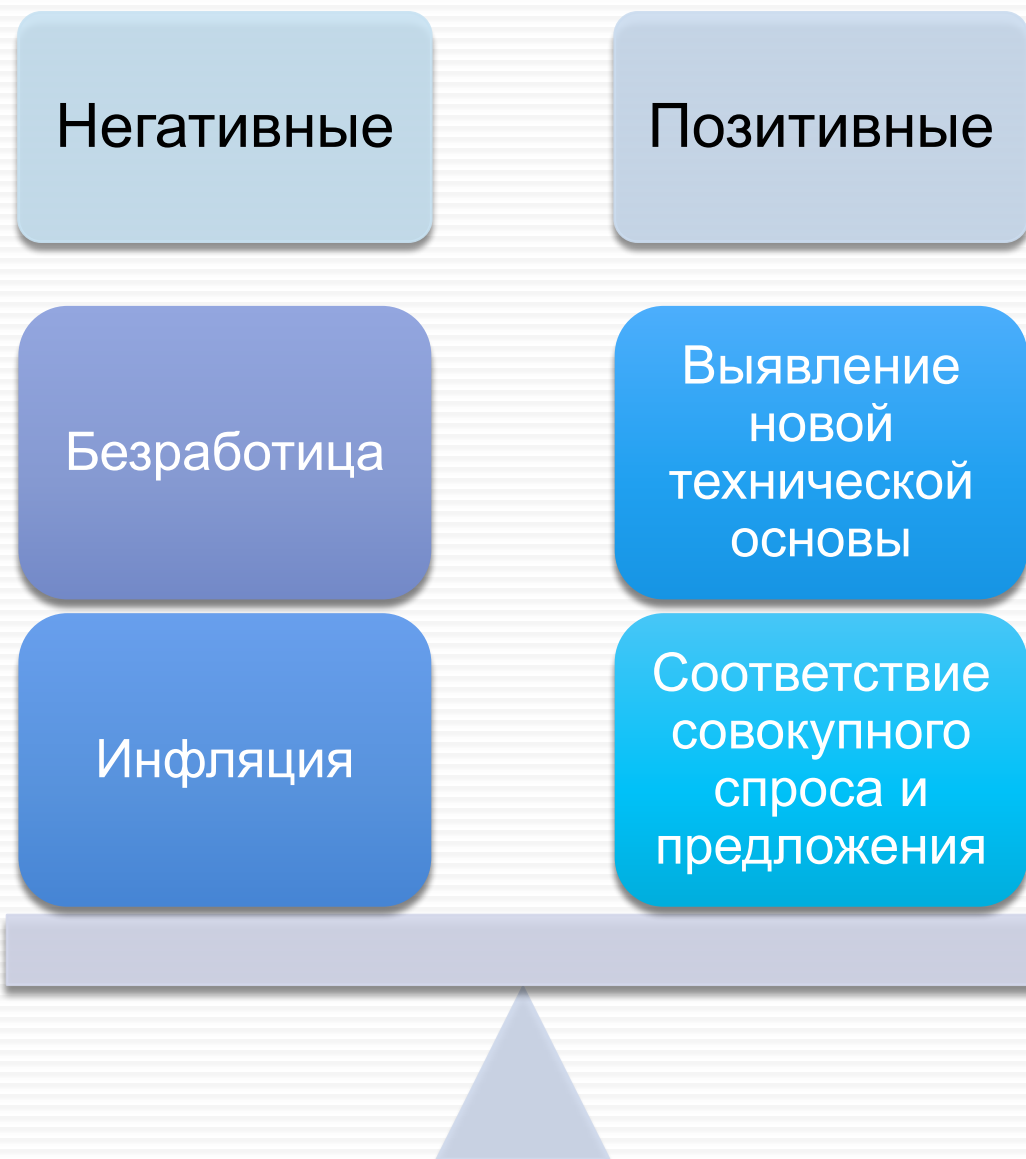 Негативные
Позитивные
Безработица
Выявление
новой
технической
основы
Инфляция
Соответствие
совокупного
спроса и
предложения